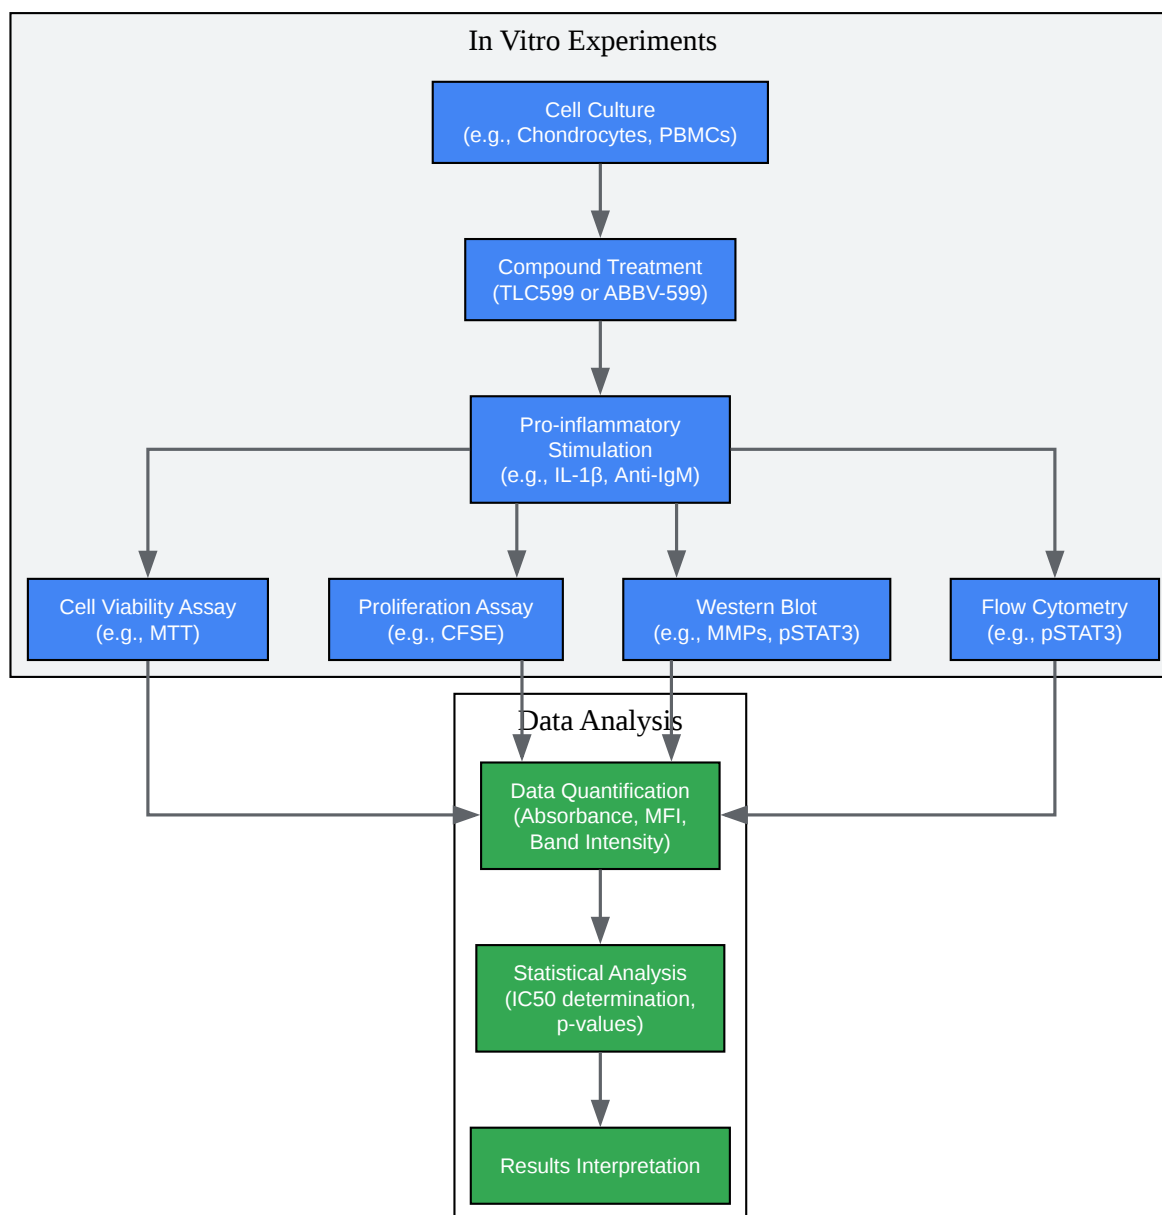 In Vitro Experiments
Cell Culture
(e.g., Chondrocytes, PBMCs)
Compound Treatment
(TLC599 or ABBV-599)
Pro-inflammatory
Stimulation
(e.g., IL-1β, Anti-IgM)
Cell Viability Assay
(e.g., MTT)
Proliferation Assay
(e.g., CFSE)
Western Blot
(e.g., MMPs, pSTAT3)
Flow Cytometry
(e.g., pSTAT3)
Data Analysis
Data Quantification
(Absorbance, MFI,
Band Intensity)
Statistical Analysis
(IC50 determination,
p-values)
Results Interpretation